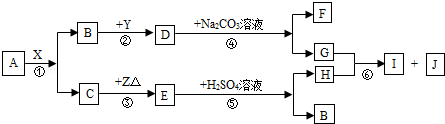 A X ① B +Y ② D +Na₂CO₃溶液 ④ F
G
C +Z△ ③ E +H₂SO₄溶液 ⑤ H ⑥ I + J
B